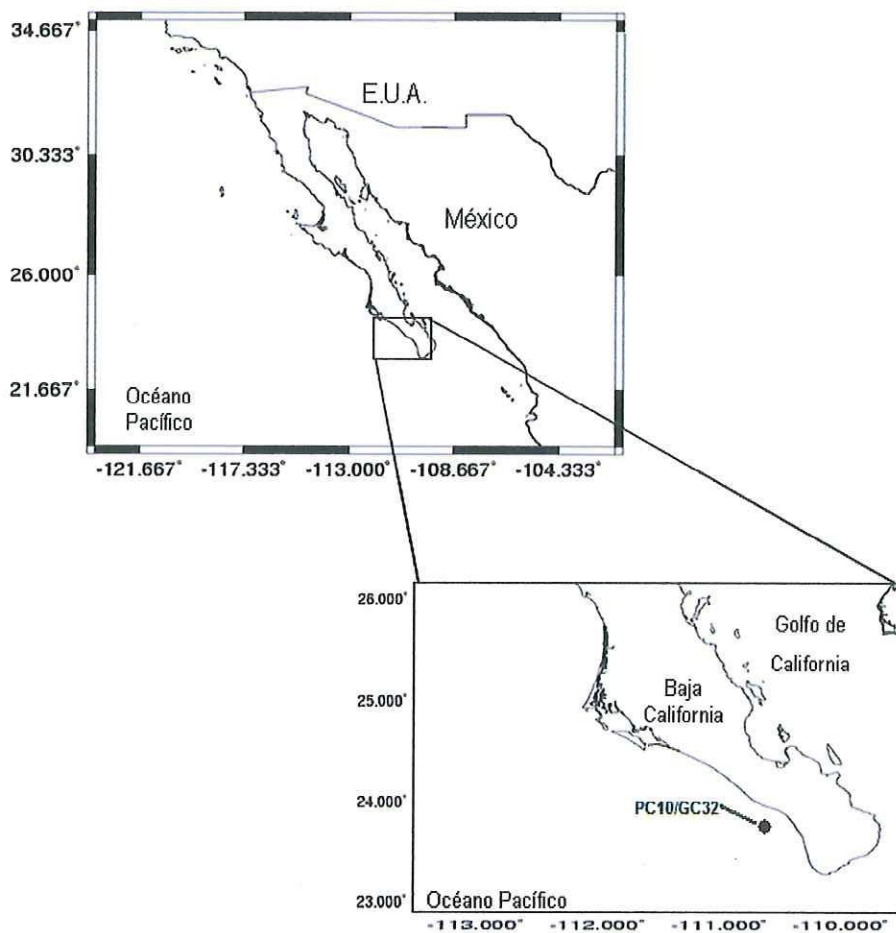 34.667°
E.U.A.
30.333°
México
26.000°
21.667°
Océano
Pacífico
-121.667° -117.333° -113.000° -108.667° -104.333°
26.000°
Golfo de
California
25.000°
Baja
California
24.000°
PC10/GC32
23.000°
Océano Pacífico
-113.000° -112.000° -111.000° -110.000°